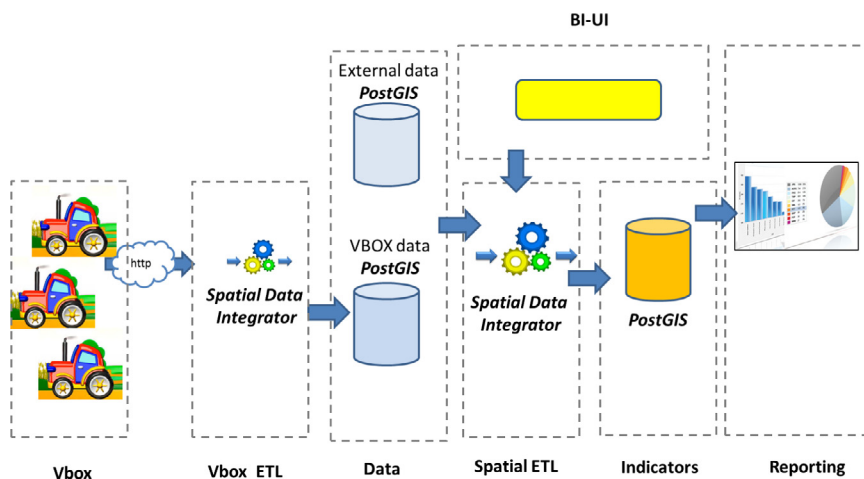 BI-UI
External data
PostGIS
http
VBOX data
PostGIS
Spatial Data
Integrator
Spatial Data
Integrator
PostGIS
Vbox
Vbox ETL
Data
Spatial ETL
Indicators
Reporting